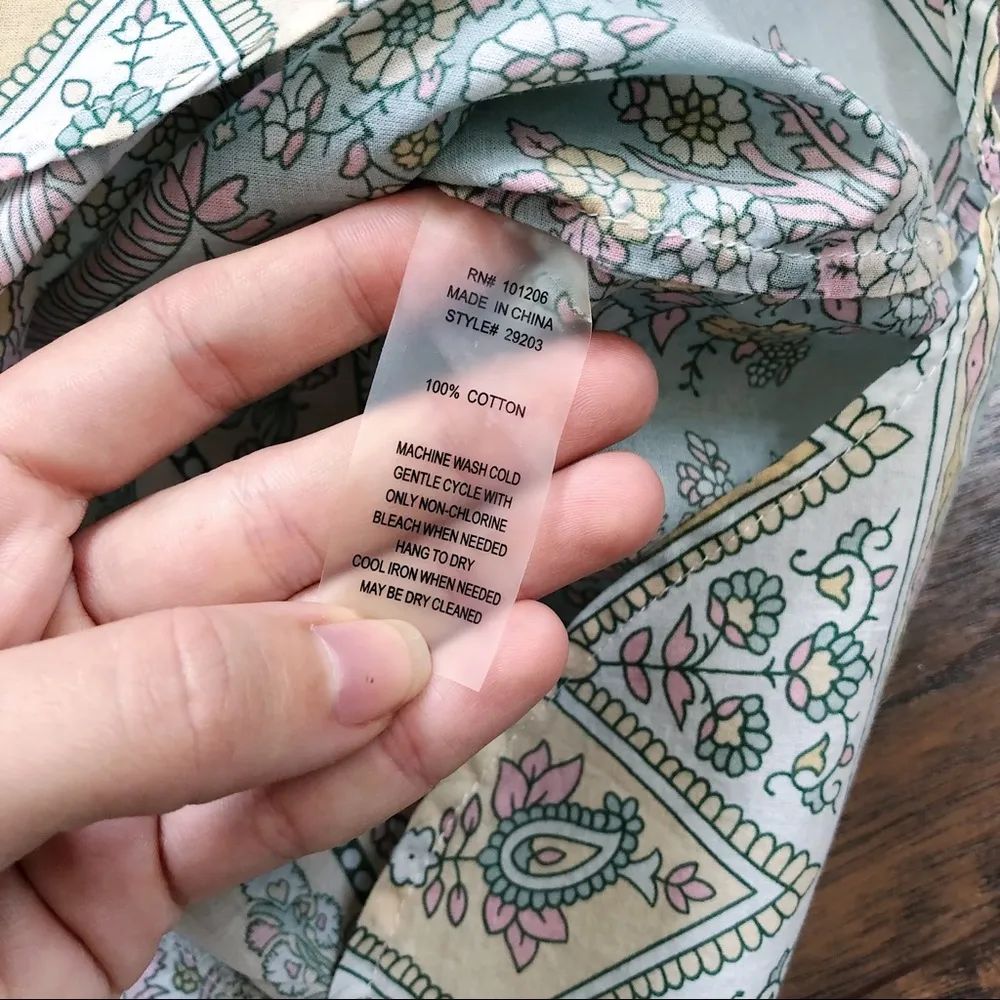 RN# 101206
MADE IN CHINA
STYLE# 29203
100% COTTON
MACHINE WASH COLD
GENTLE CYCLE WITH
ONLY NON-CHLORINE
BLEACH WHEN NEEDED
HANG TO DRY
COOL IRON WHEN NEEDED
MAY BE DRY CLEANED